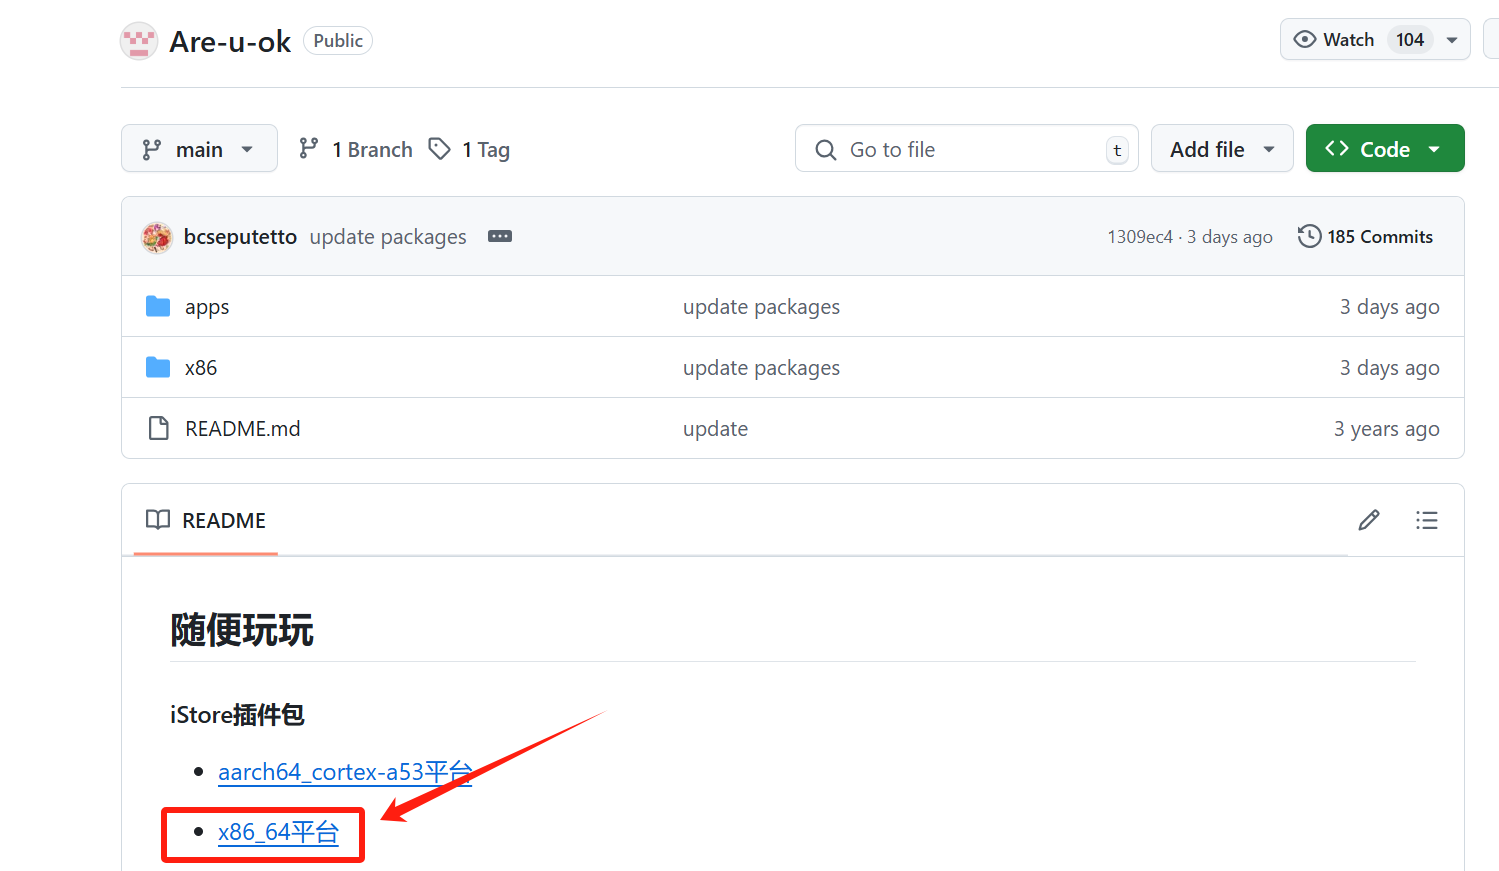 Are-u-ok Public Watch 104
main 1 Branch 1 Tag Go to file t Add file Code
bcseputetto update packages 1309ec4 · 3 days ago 185 Commits
apps update packages 3 days ago
x86 update packages 3 days ago
README.md update 3 years ago
README
随便玩玩
iStore插件包
aarch64_cortex-a53平台
x86_64平台